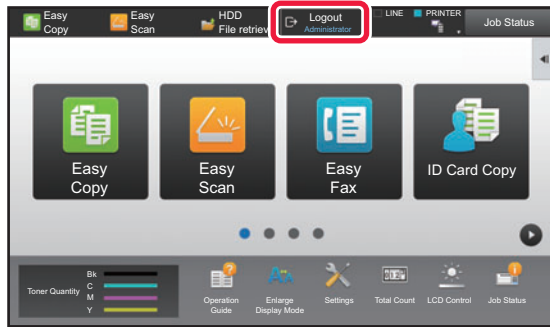 Easy
Copy
Easy
Scan
HDD
File retriev
Logout
Administrator
LINE
PRINTER
Job Status
Easy
Copy
Easy
Scan
Easy
Fax
ID Card Copy
Toner Quantity
Bk
C
M
Y
Operation
Guide
Enlarge
Display Mode
Settings
Total Count
LCD Control
Job Status